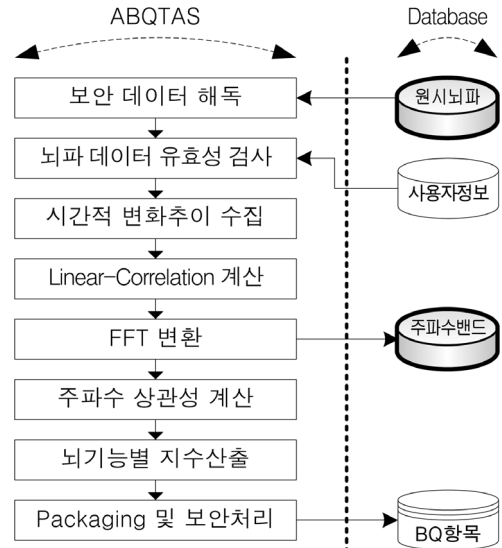 ABQTAS
Database
보안 데이터 해독
원시뇌파
뇌파 데이터 유효성 검사
사용자정보
시간적 변화추이 수집
Linear-Correlation 계산
FFT 변환
주파수밴드
주파수 상관성 계산
뇌기능별 지수산출
Packaging 및 보안처리
BQ항목